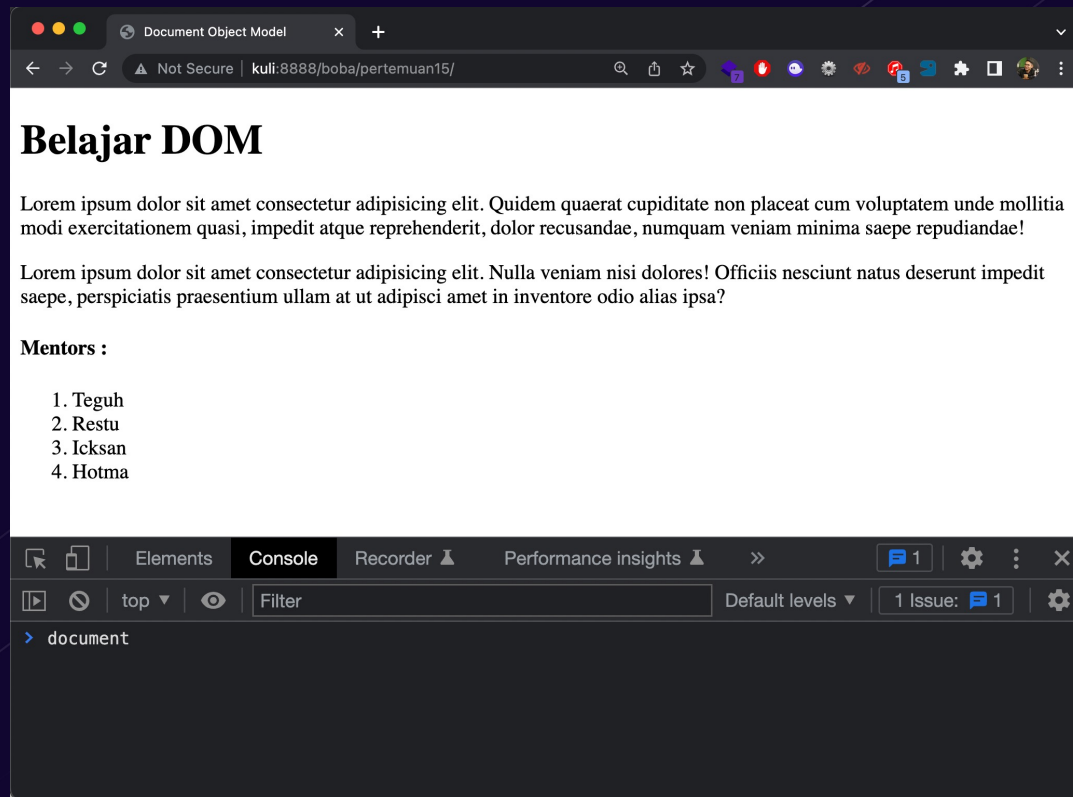 Document Object Model
Not Secure | kuli:8888/boba/pertemuan15/
7
5
Belajar DOM
Lorem ipsum dolor sit amet consectetur adipisicing elit. Quidem quaerat cupiditate non placeat cum voluptatem unde mollitia
modi exercitationem quasi, impedit atque reprehenderit, dolor recusandae, numquam veniam minima saepe repudiandae!
Lorem ipsum dolor sit amet consectetur adipisicing elit. Nulla veniam nisi dolores! Officiis nesciunt natus deserunt impedit
saepe, perspiciatis praesentium ullam at ut adipisci amet in inventore odio alias ipsa?
Mentors :
1. Teguh
2. Restu
3. Icksan
4. Hotma
Elements Console Recorder Performance insights 1
top Filter Default levels 1 Issue: 1
document